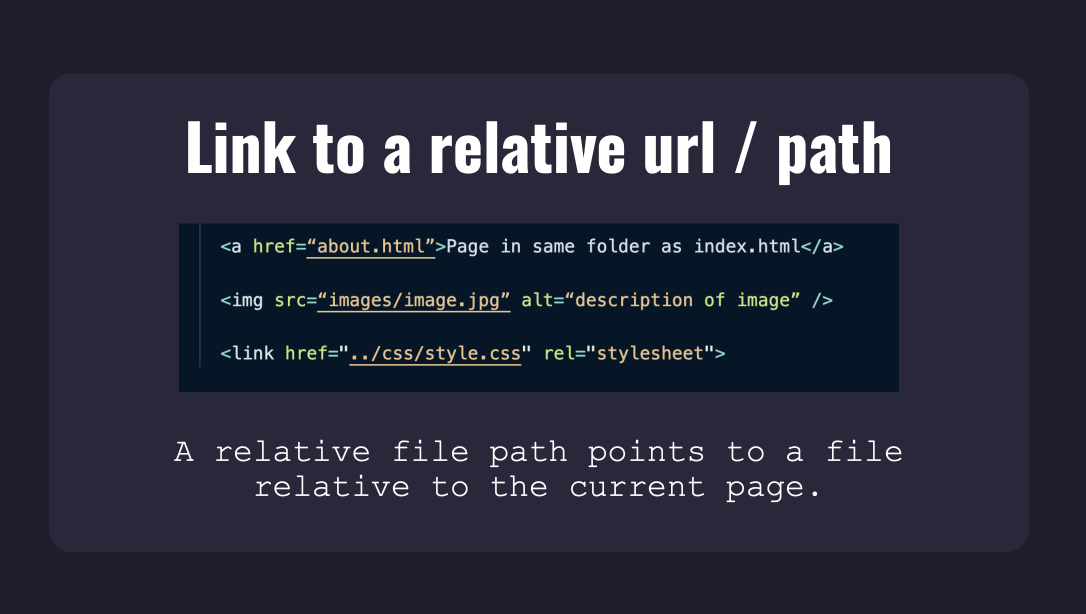 Link to a relative url / path
<a href=“about.html”>Page in same folder as index.html</a>
<img src=“images/image.jpg” alt=“description of image” />
<link href="../css/style.css" rel="stylesheet">
A relative file path points to a file
relative to the current page.